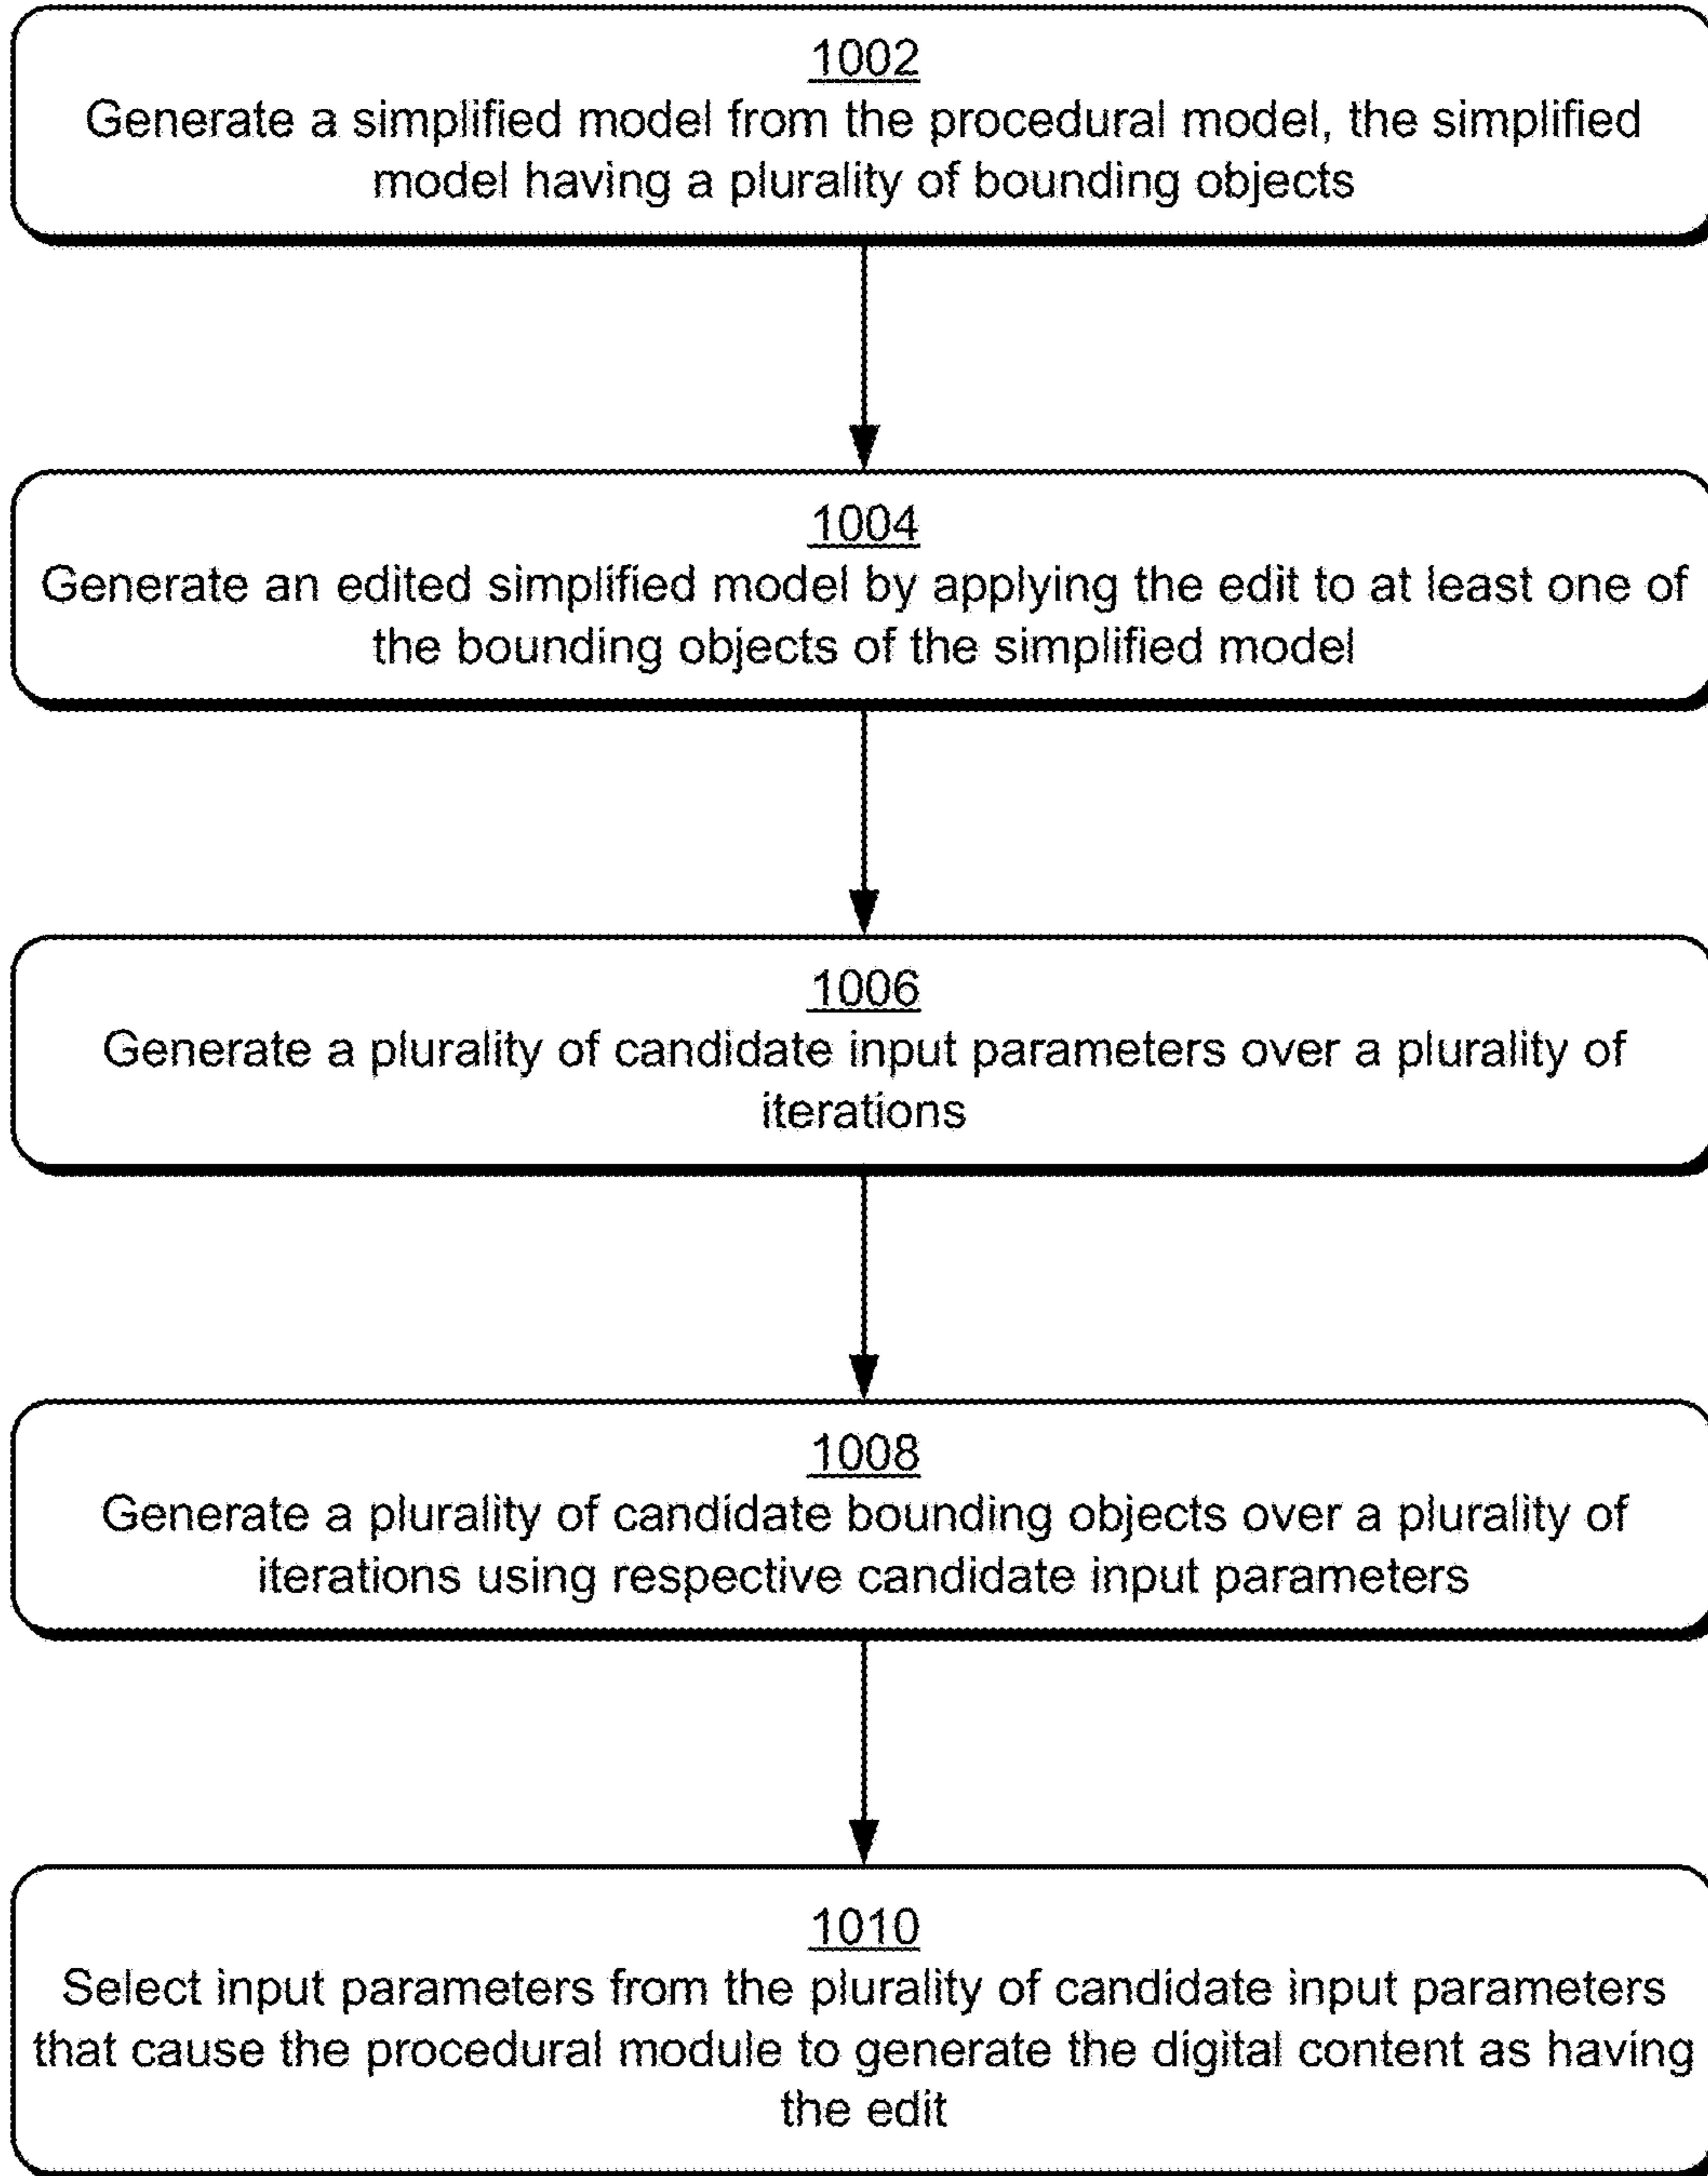 1002
Generate a simplified model from the procedural model, the simplified
model having a plurality of bounding objects
1004
Generate an edited simplified model by applying the edit to at least one of
the bounding objects of the simplified model
1006
Generate a plurality of candidate input parameters over a plurality of
iterations
1008
Generate a plurality of candidate bounding objects over a plurality of
iterations using respective candidate input parameters
1010
Select input parameters from the plurality of candidate input parameters
that cause the procedural module to generate the digital content as having
the edit